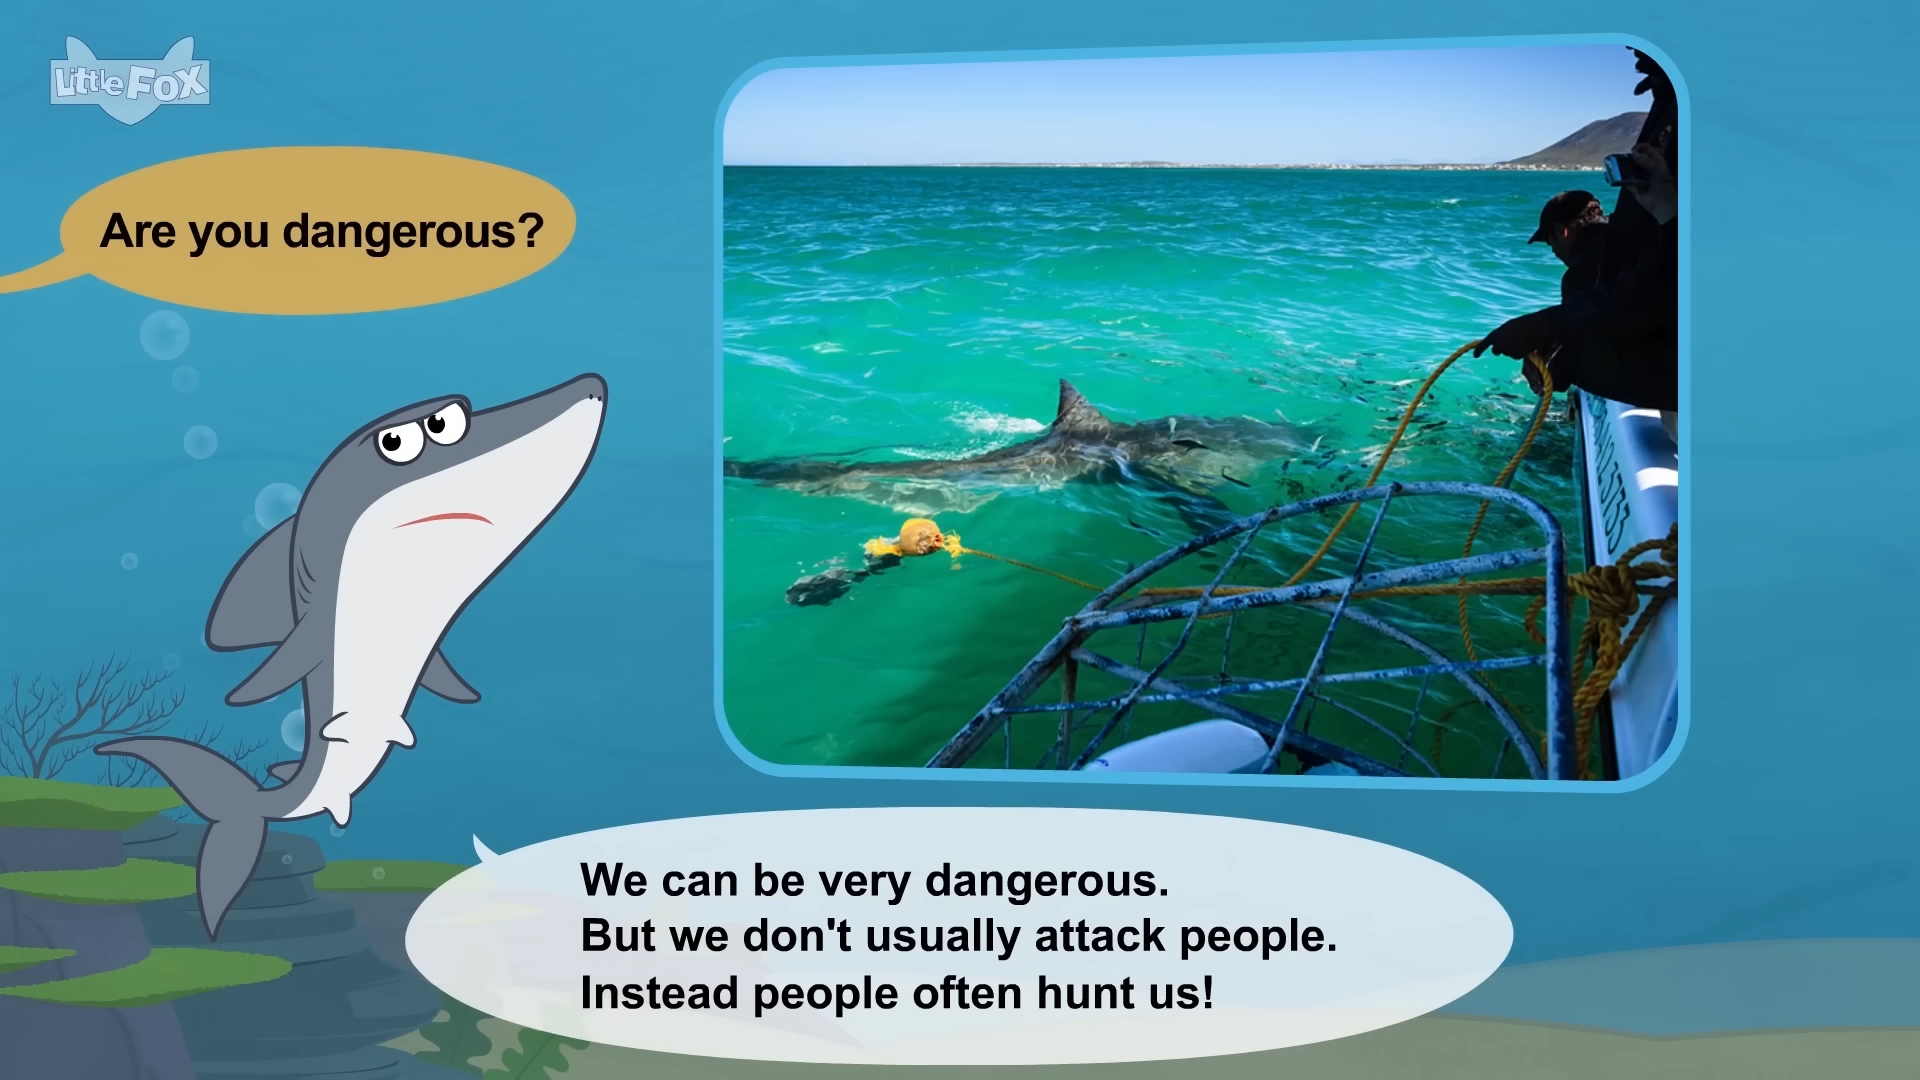 Little Fox
Are you dangerous?
We can be very dangerous.
But we don't usually attack people.
Instead people often hunt us!